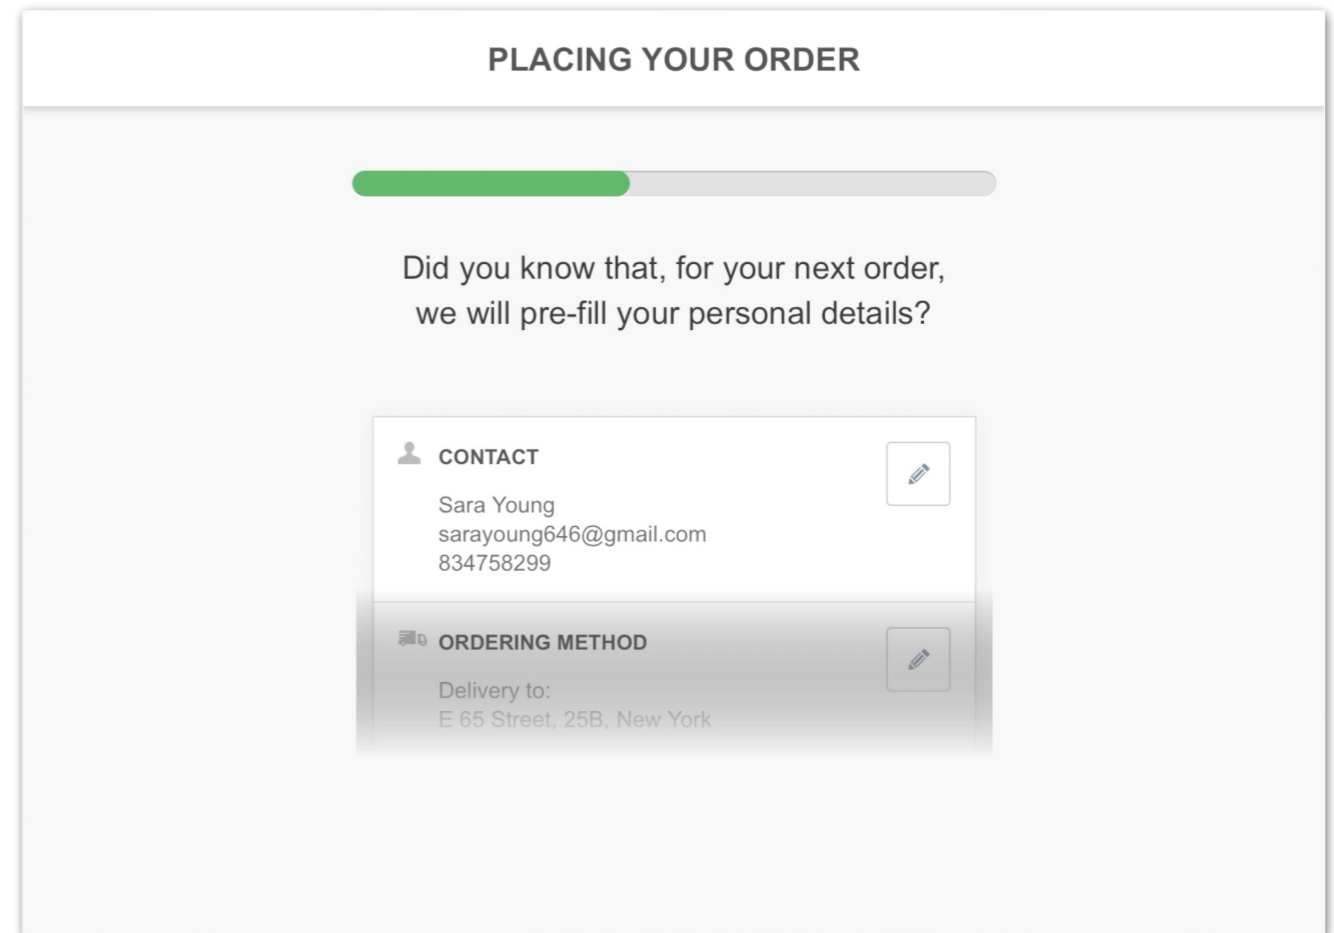 PLACING YOUR ORDER
Did you know that, for your next order,
we will pre-fill your personal details?
CONTACT
Sara Young
sarayoung646@gmail.com
834758299
ORDERING METHOD
Delivery to:
E 65 Street, 25B, New York